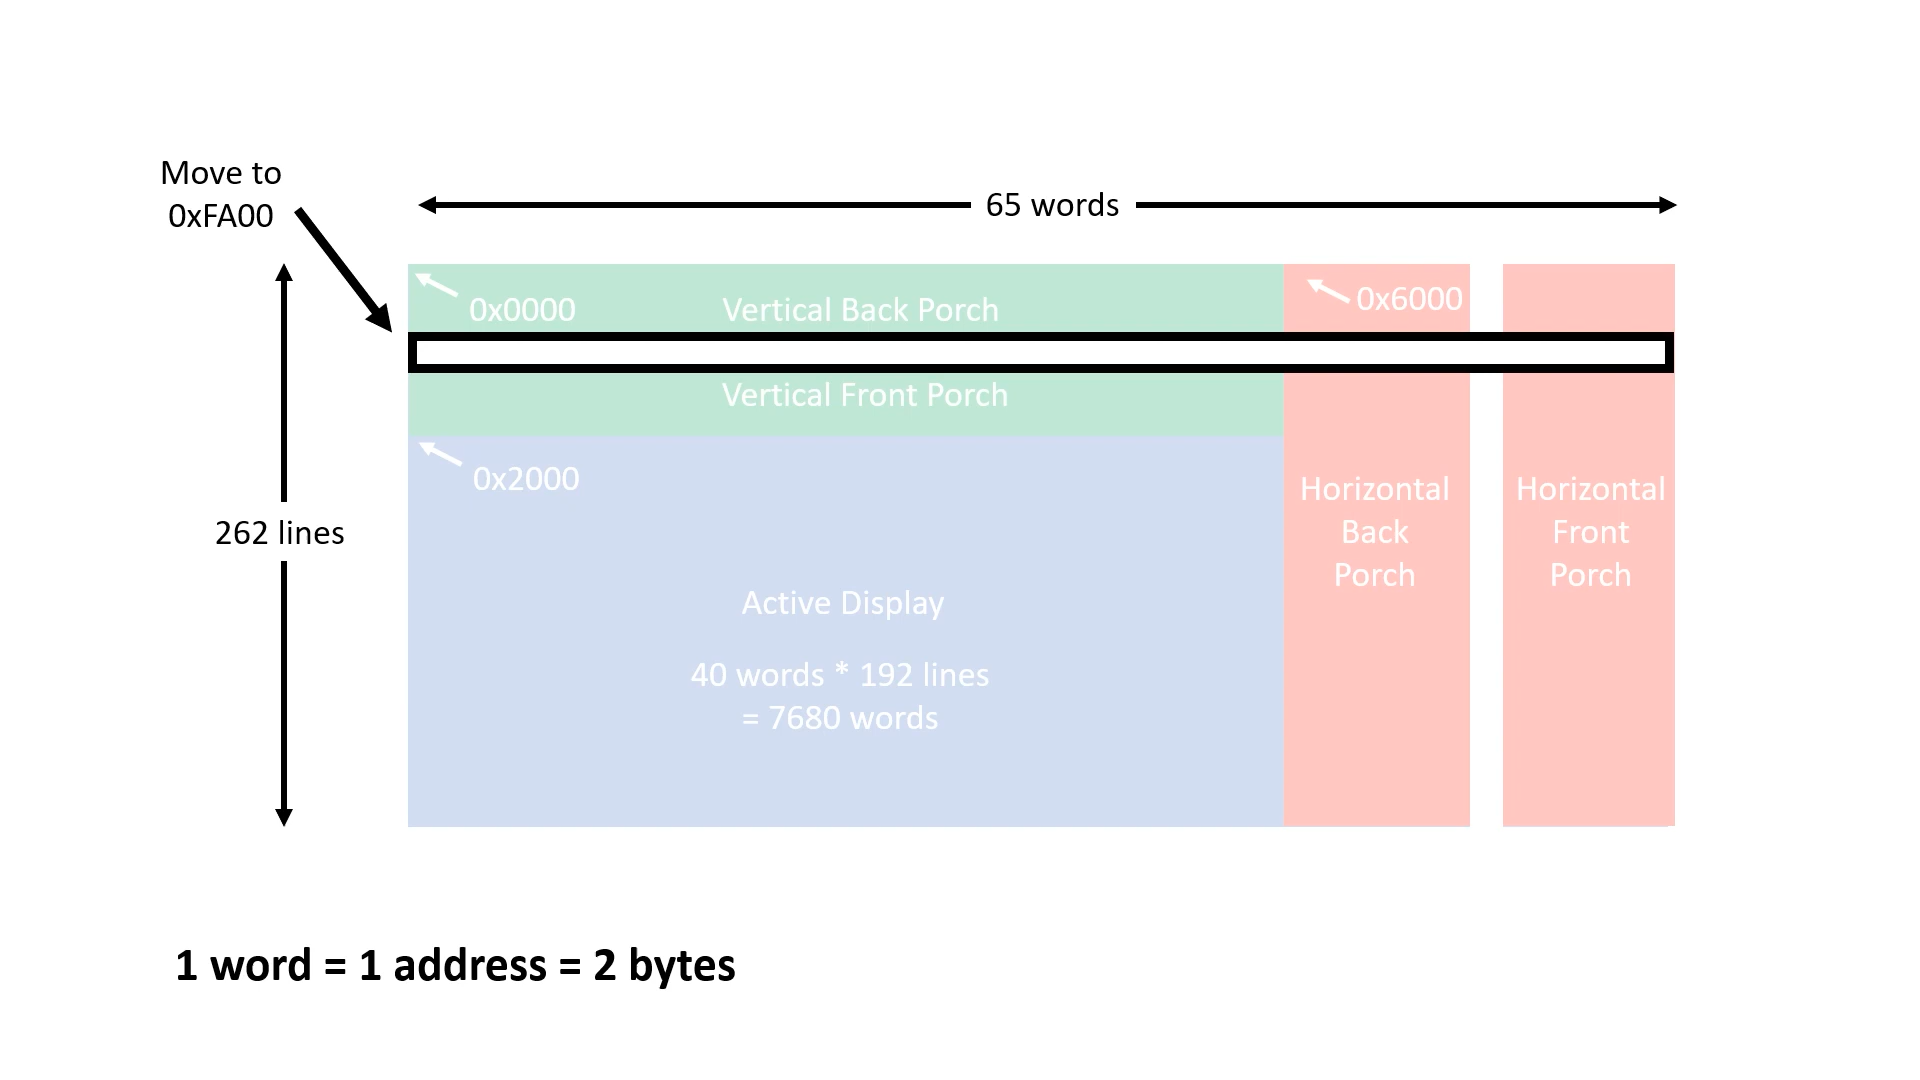 Move to
0xFA00
65 words
0x0000
Vertical Back Porch
0x6000
Vertical Front Porch
0x2000
262 lines
Horizontal
Back
Porch
Horizontal
Front
Porch
Active Display
40 words * 192 lines
= 7680 words
1 word = 1 address = 2 bytes